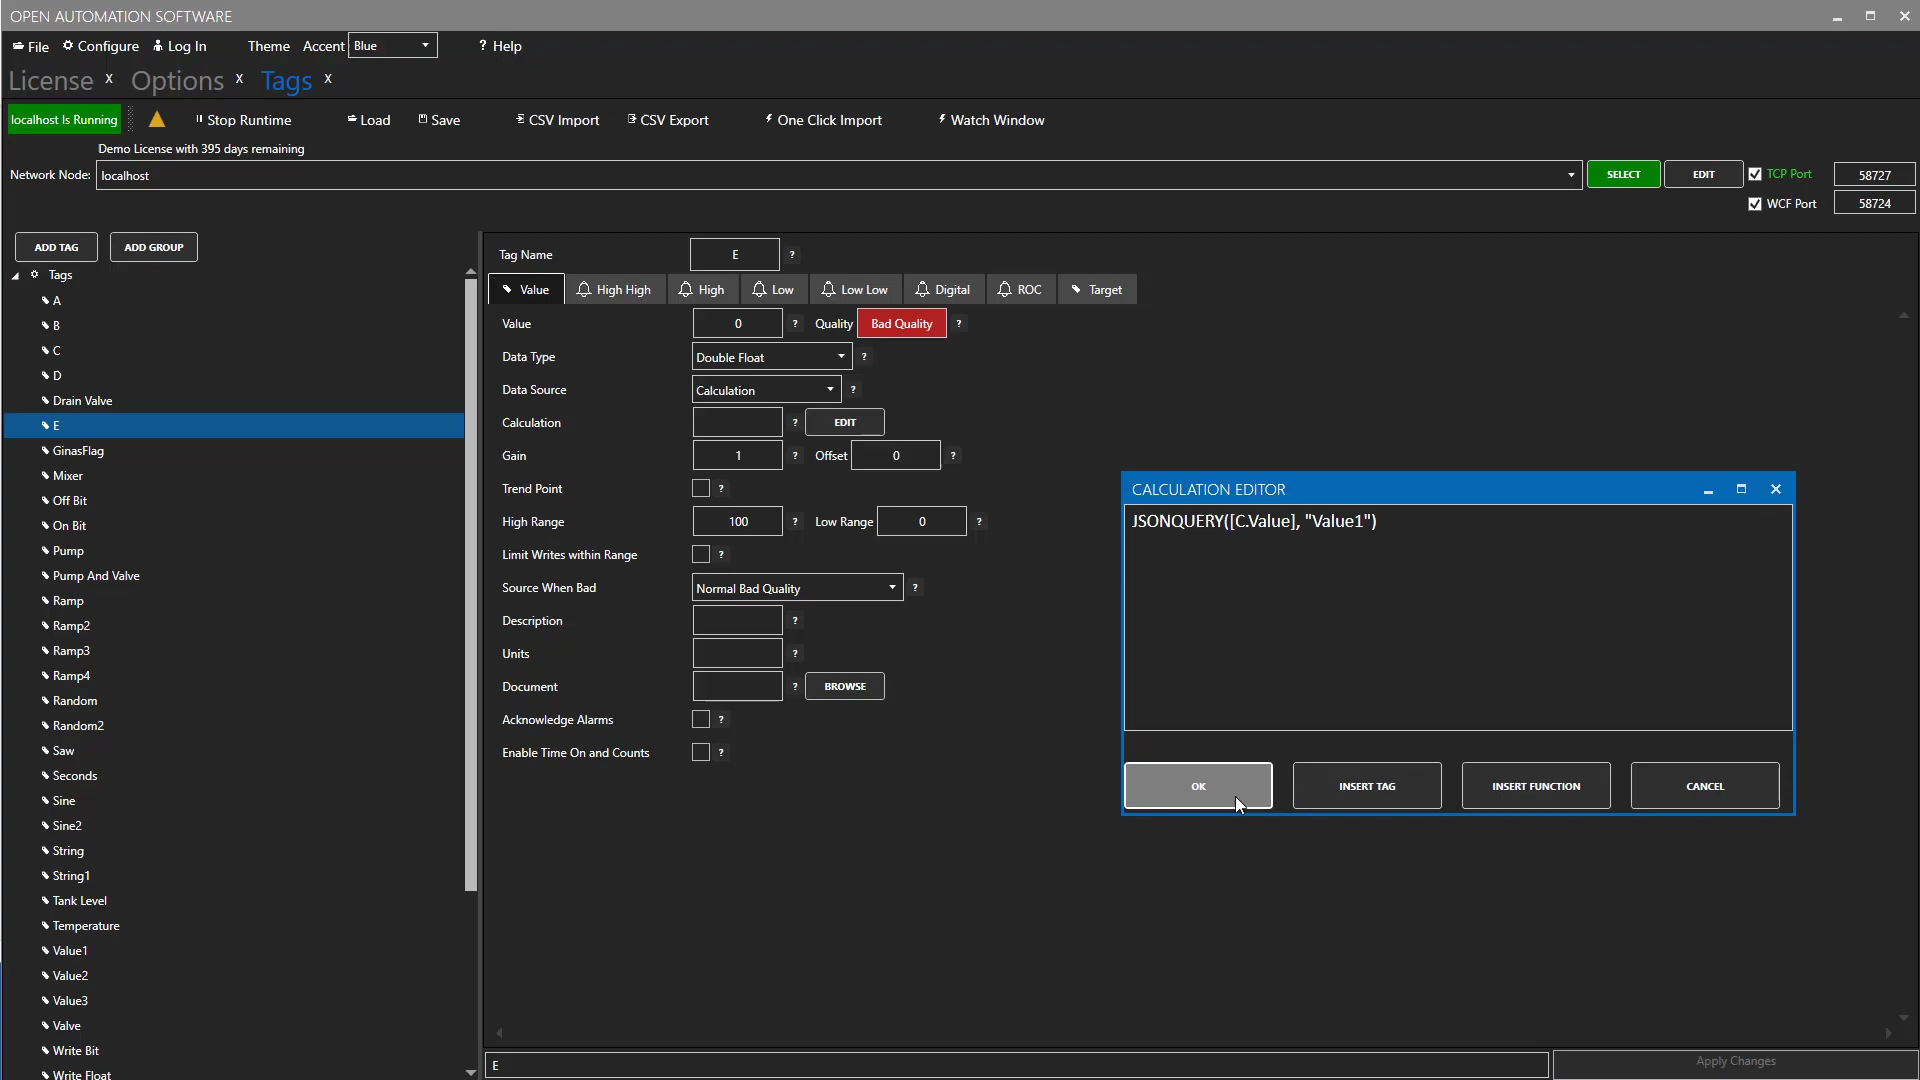 OPEN AUTOMATION SOFTWARE
File Configure Log In Theme Accent Blue ? Help
License x Options x Tags x
localhost Is Running Stop Runtime Load Save CSV Import CSV Export One Click Import Watch Window
Demo License with 395 days remaining
Network Node: localhost SELECT EDIT TCP Port 58727
WCF Port 58724
ADD TAG ADD GROUP
Tags
A
B
C
D
Drain Valve
E
GinasFlag
Mixer
Off Bit
On Bit
Pump
Pump And Valve
Ramp
Ramp2
Ramp3
Ramp4
Random
Random2
Saw
Seconds
Sine
Sine2
String
String1
Tank Level
Temperature
Value1
Value2
Value3
Valve
Write Bit
Write Float
Tag Name E ?
Value High High High Low Low Low Digital ROC Target
Value 0 ? Quality Bad Quality ?
Data Type Double Float ?
Data Source Calculation ?
Calculation ? EDIT
Gain 1 ? Offset 0 ?
Trend Point ?
High Range 100 ? Low Range 0 ?
Limit Writes within Range ?
Source When Bad Normal Bad Quality ?
Description ?
Units ?
Document ? BROWSE
Acknowledge Alarms ?
Enable Time On and Counts ?
CALCULATION EDITOR
JSONQUERY([C.Value], "Value1")
OK INSERT TAG INSERT FUNCTION CANCEL
E Apply Changes